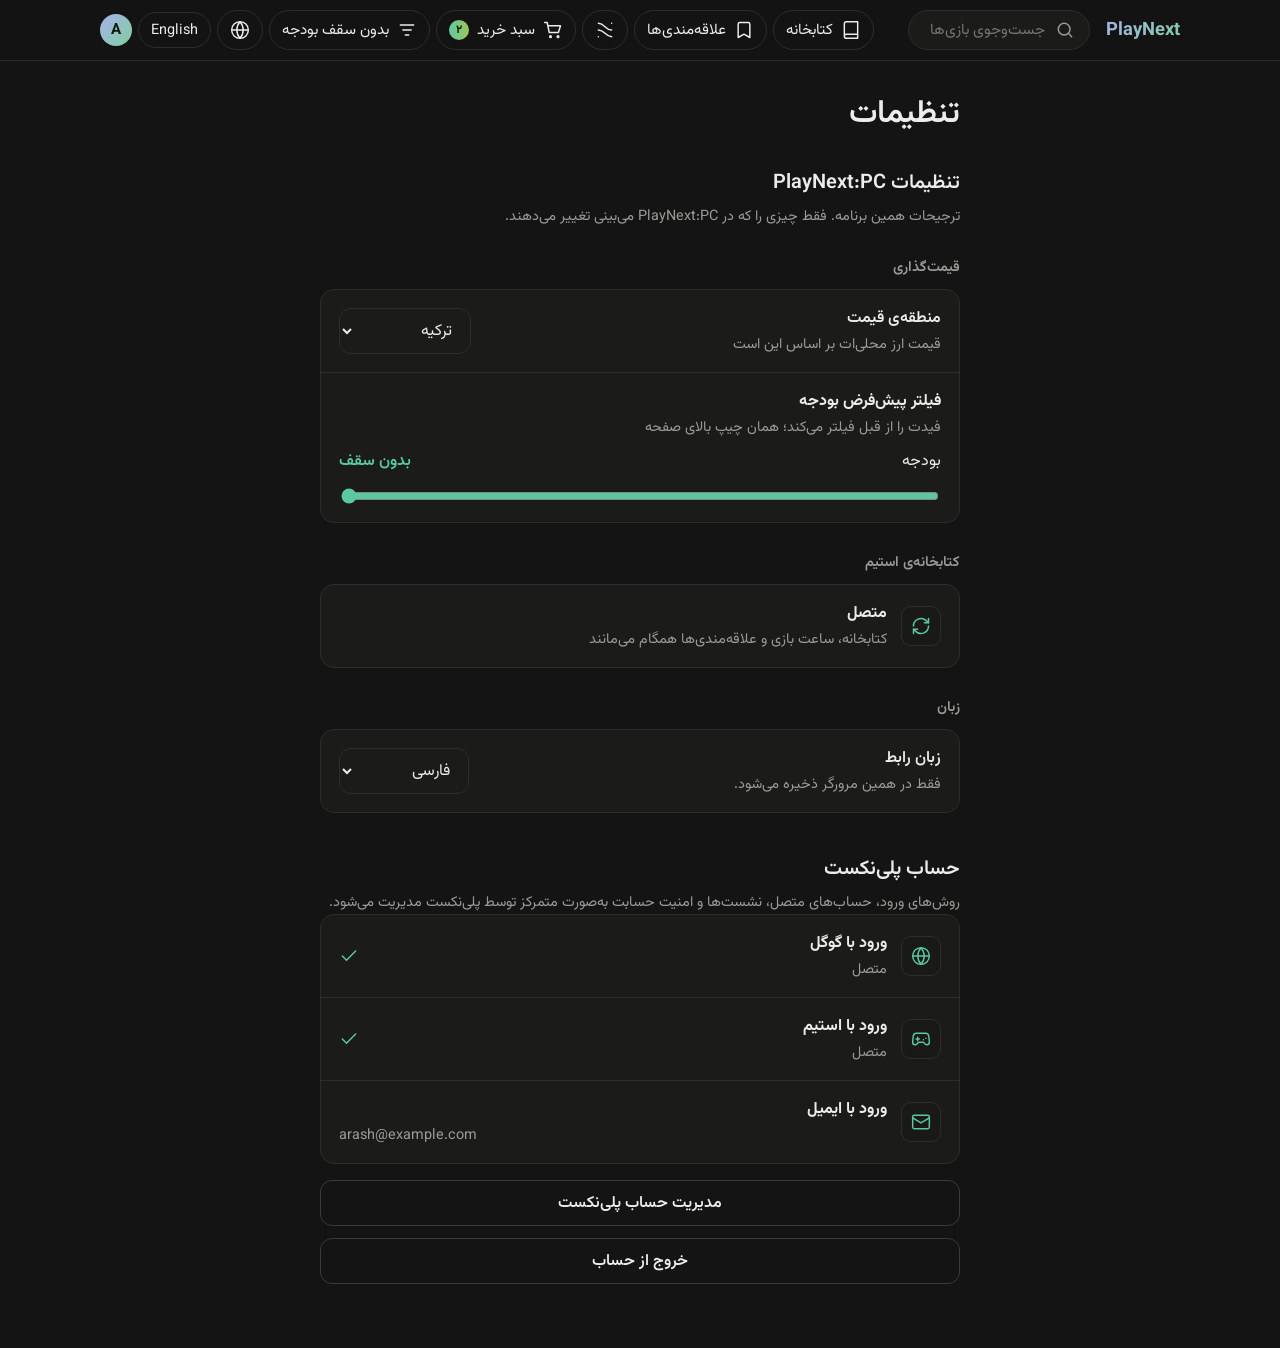 PlayNext
جست‌وجوی بازی‌ها
کتابخانه
علاقه‌مندی‌ها
سبد خرید ۲
بدون سقف بودجه
English
A
تنظیمات
تنظیمات PlayNext:PC
ترجیحات همین برنامه. فقط چیزی را که در PlayNext:PC می‌بینی تغییر می‌دهند.
قیمت‌گذاری
منطقه‌ی قیمت
ترکیه
قیمت ارز محلی‌ات بر اساس این است
فیلتر پیش‌فرض بودجه
فیدت را از قبل فیلتر می‌کند؛ همان چیپ بالای صفحه
بودجه
بدون سقف
کتابخانه‌ی استیم
متصل
کتابخانه، ساعت بازی و علاقه‌مندی‌ها همگام می‌مانند
زبان
زبان رابط
فارسی
فقط در همین مرورگر ذخیره می‌شود.
حساب پلی‌نکست
روش‌های ورود، حساب‌های متصل، نشست‌ها و امنیت حسابت به‌صورت متمرکز توسط پلی‌نکست مدیریت می‌شود.
ورود با گوگل
متصل
ورود با استیم
متصل
ورود با ایمیل
arash@example.com
مدیریت حساب پلی‌نکست
خروج از حساب